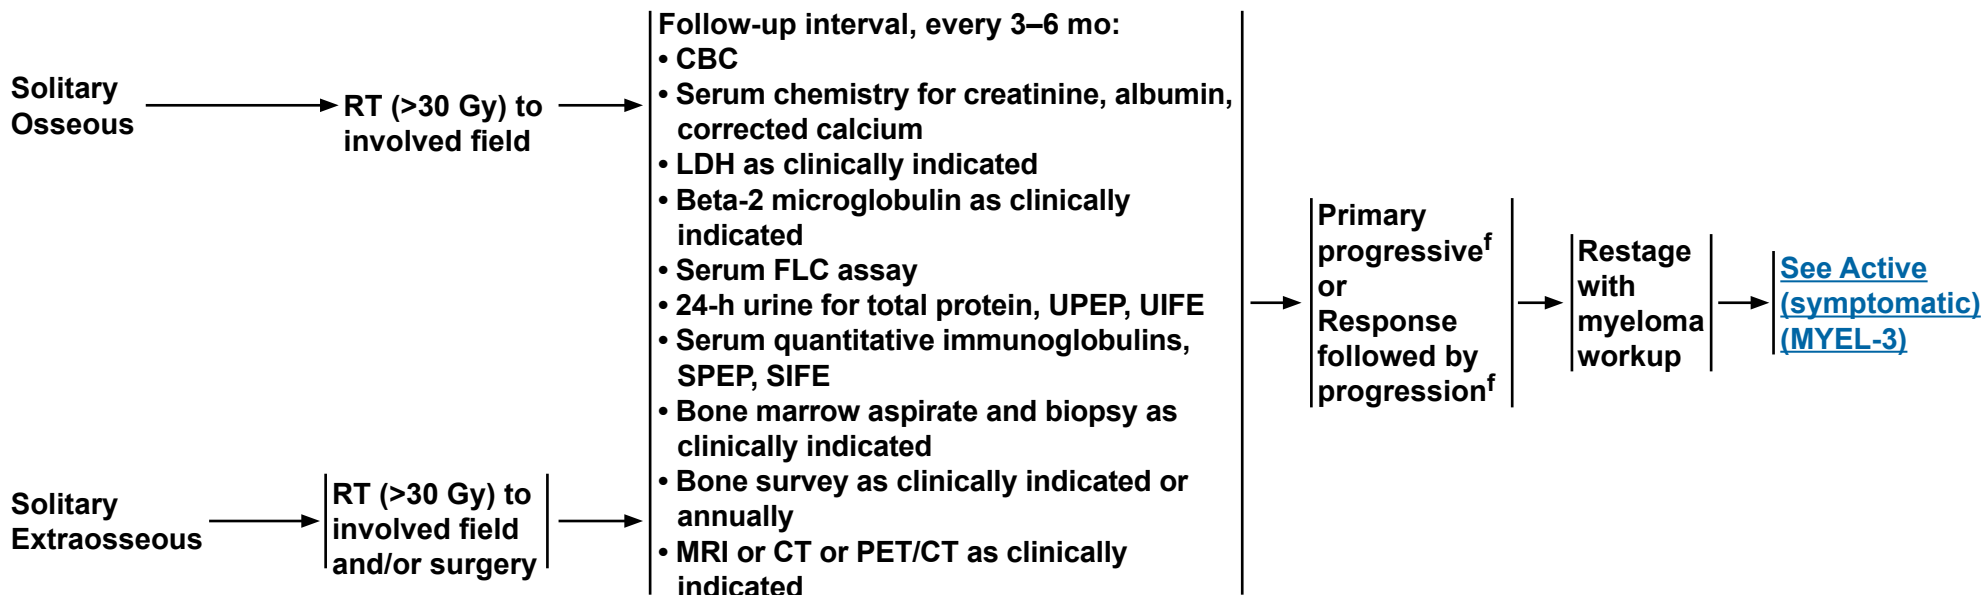 Solitary
Osseous
RT (>30 Gy) to
involved field
Solitary
Extraosseous
RT (>30 Gy) to
involved field
and/or surgery
Follow-up interval, every 3–6 mo:
• CBC
• Serum chemistry for creatinine, albumin,
corrected calcium
• LDH as clinically indicated
• Beta-2 microglobulin as clinically
indicated
• Serum FLC assay
• 24-h urine for total protein, UPEP, UIFE
• Serum quantitative immunoglobulins,
SPEP, SIFE
• Bone marrow aspirate and biopsy as
clinically indicated
• Bone survey as clinically indicated or
annually
• MRI or CT or PET/CT as clinically
indicated
Primary
progressivef
or
Response
followed by
progressionf
Restage
with
myeloma
workup
See Active
(symptomatic)
(MYEL-3)